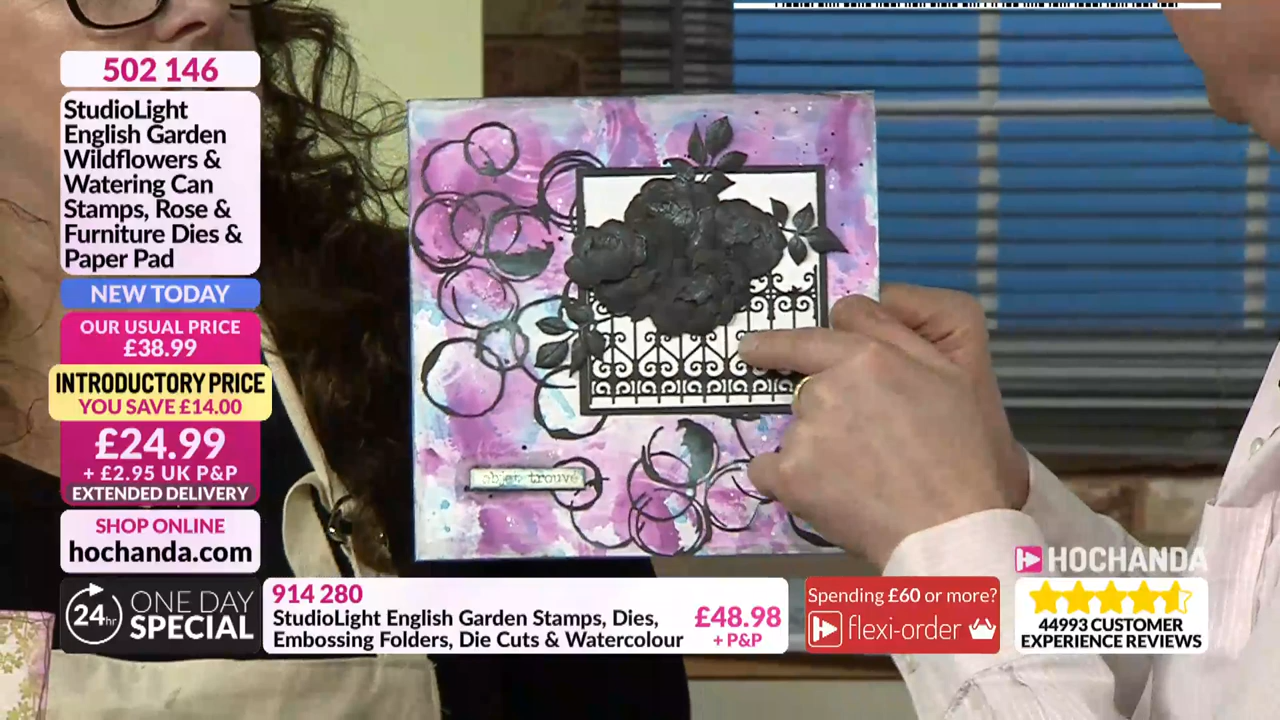 502 146
StudioLight
English Garden
Wildflowers &
Watering Can
Stamps, Rose &
Furniture Dies &
Paper Pad
NEW TODAY
OUR USUAL PRICE
£38.99
INTRODUCTORY PRICE
YOU SAVE £14.00
£24.99
+ £2.95 UK P&P
EXTENDED DELIVERY
SHOP ONLINE
hochanda.com
objet trouvé
HOCHANDA
24hr ONE DAY
SPECIAL
914 280
StudioLight English Garden Stamps, Dies,
Embossing Folders, Die Cuts & Watercolour
£48.98
+ P&P
Spending £60 or more?
flexi-order
44993 CUSTOMER
EXPERIENCE REVIEWS